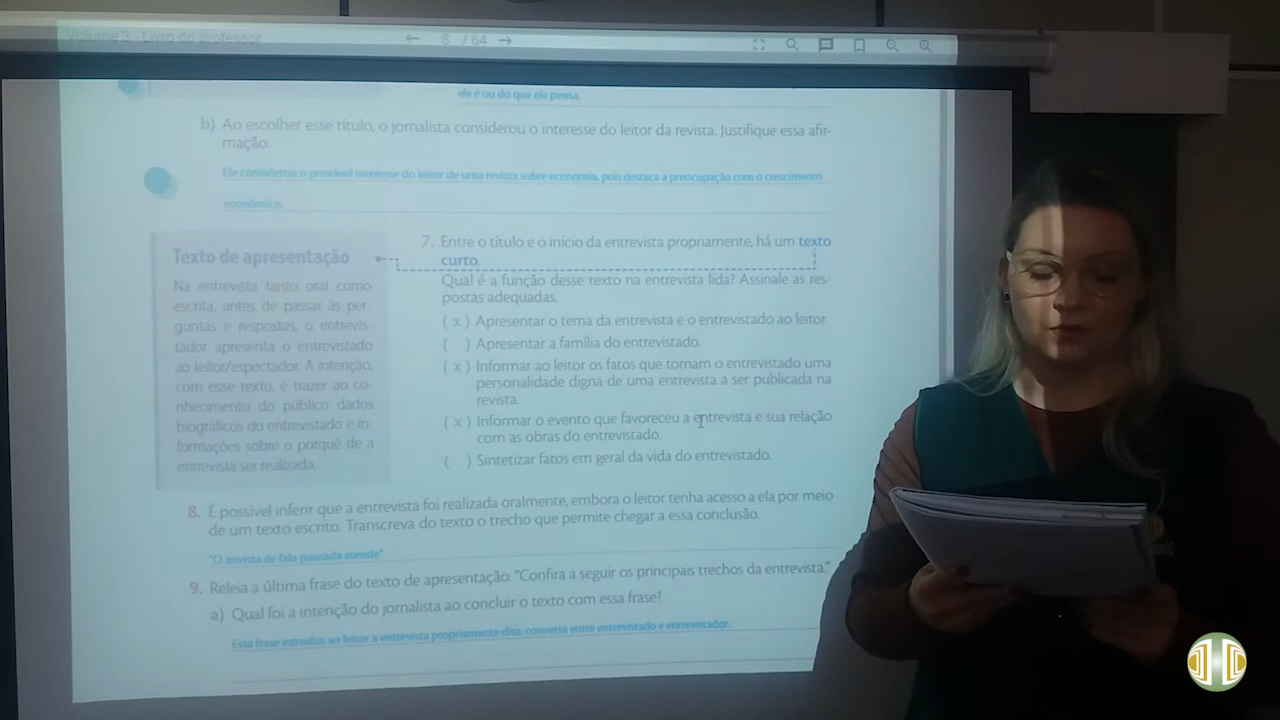 Volume 3 - Livro do professor
8 / 64
ele é ou do que ele pensa.
b) Ao escolher esse título, o jornalista considerou o interesse do leitor da revista. Justifique essa afir-
mação.
Ele considerou o provável interesse do leitor de uma revista sobre economia, pois destaca a preocupação com o crescimento
econômico.
Texto de apresentação
Na entrevista tanto oral como
escrita, antes de passar às per-
guntas e respostas, o entrevis-
tador apresenta o entrevistado
ao leitor/espectador. A intenção,
com esse texto, é trazer ao co-
nhecimento do público dados
biográficos do entrevistado e in-
formações sobre o porquê de a
entrevista ser realizada.
7. Entre o título e o início da entrevista propriamente, há um texto
curto.
Qual é a função desse texto na entrevista lida? Assinale as res-
postas adequadas.
( x ) Apresentar o tema da entrevista e o entrevistado ao leitor.
( ) Apresentar a família do entrevistado.
( x ) Informar ao leitor os fatos que tornam o entrevistado uma
personalidade digna de uma entrevista a ser publicada na
revista.
( x ) Informar o evento que favoreceu a entrevista e sua relação
com as obras do entrevistado.
( ) Sintetizar fatos em geral da vida do entrevistado.
8. É possível inferir que a entrevista foi realizada oralmente, embora o leitor tenha acesso a ela por meio
de um texto escrito. Transcreva do texto o trecho que permite chegar a essa conclusão.
"O ativista de fala pausada atende"
9. Releia a última frase do texto de apresentação: "Confira a seguir os principais trechos da entrevista."
a) Qual foi a intenção do jornalista ao concluir o texto com essa frase?
Essa frase introduz ao leitor a entrevista propriamente dita: conversa entre entrevistado e entrevistador.